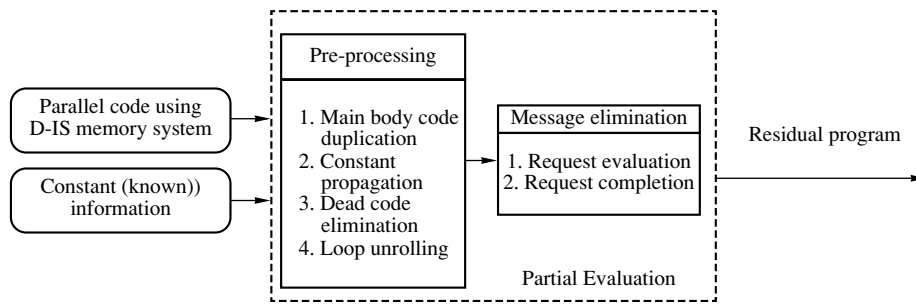 Parallel code using
D-IS memory system
Constant (known))
information
Pre-processing
1. Main body code
duplication
2. Constant
propagation
3. Dead code
elimination
4. Loop unrolling
Message elimination
1. Request evaluation
2. Request completion
Partial Evaluation
Residual program